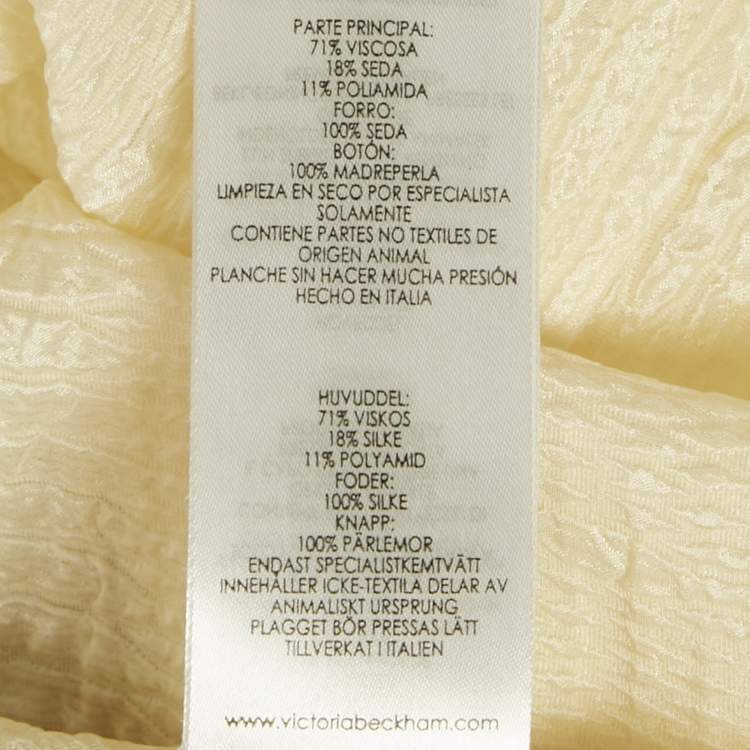 PARTE PRINCIPAL:
71% VISCOSA
18% SEDA
11% POLIAMIDA
FORRO:
100% SEDA
BOTÓN:
100% MADREPERLA
LIMPIEZA EN SECO POR ESPECIALISTA
SOLAMENTE
CONTIENE PARTES NO TEXTILES DE
ORIGEN ANIMAL
PLANCHE SIN HACER MUCHA PRESIÓN
HECHO EN ITALIA
HUVUDDEL:
71% VISKOS
18% SILKE
11% POLYAMID
FODER:
100% SILKE
KNAPP:
100% PÄRLEMOR
ENDAST SPECIALISTKEMTVÄTT
INNEHÅLLER ICKE-TEXTILA DELAR AV
ANIMALISKT URSPRUNG
PLAGGET BÖR PRESSAS LÄTT
TILLVERKAT I ITALIEN
www.victoriabeckham.com